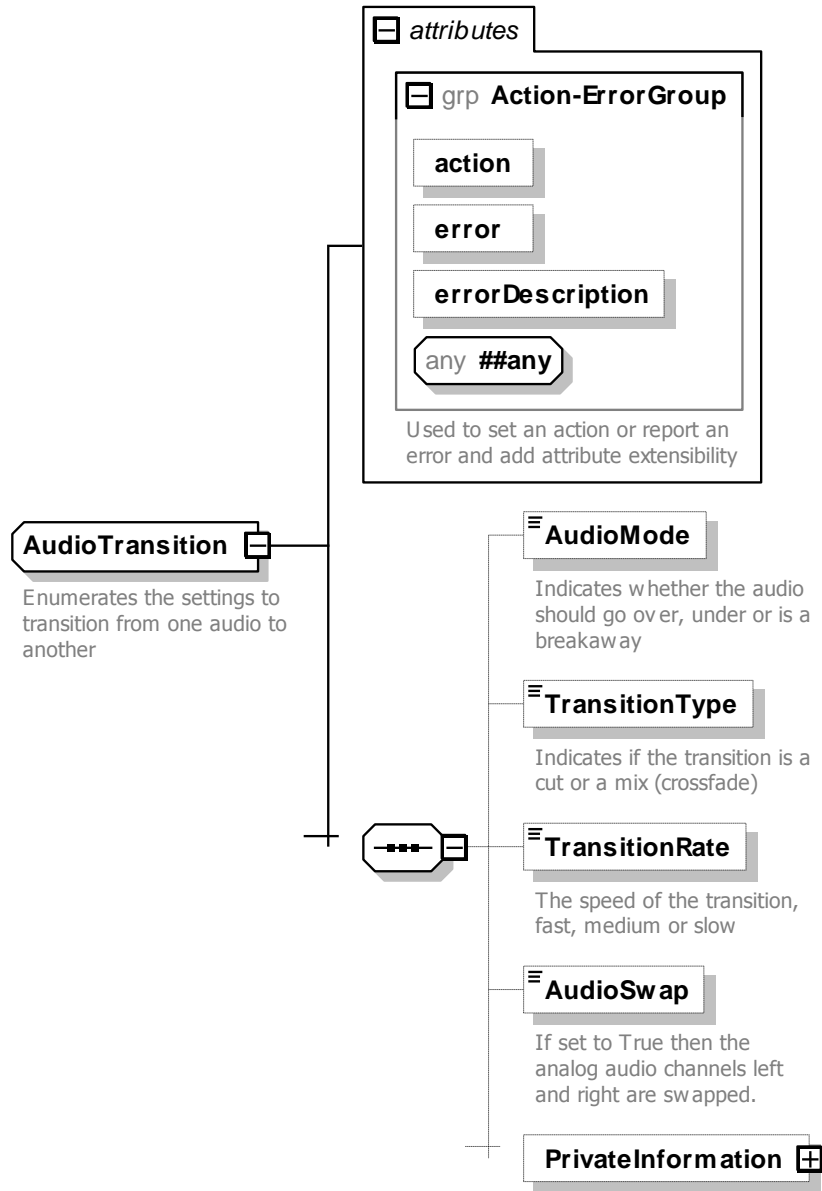 attributes
grp Action-ErrorGroup
action
error
errorDescription
any ##any
Used to set an action or report an
error and add attribute extensibility
AudioTransition
Enumerates the settings to
transition from one audio to
another
AudioMode
Indicates whether the audio
should go over, under or is a
breakaway
TransitionType
Indicates if the transition is a
cut or a mix (crossfade)
TransitionRate
The speed of the transition,
fast, medium or slow
AudioSwap
If set to True then the
analog audio channels left
and right are swapped.
PrivateInformation